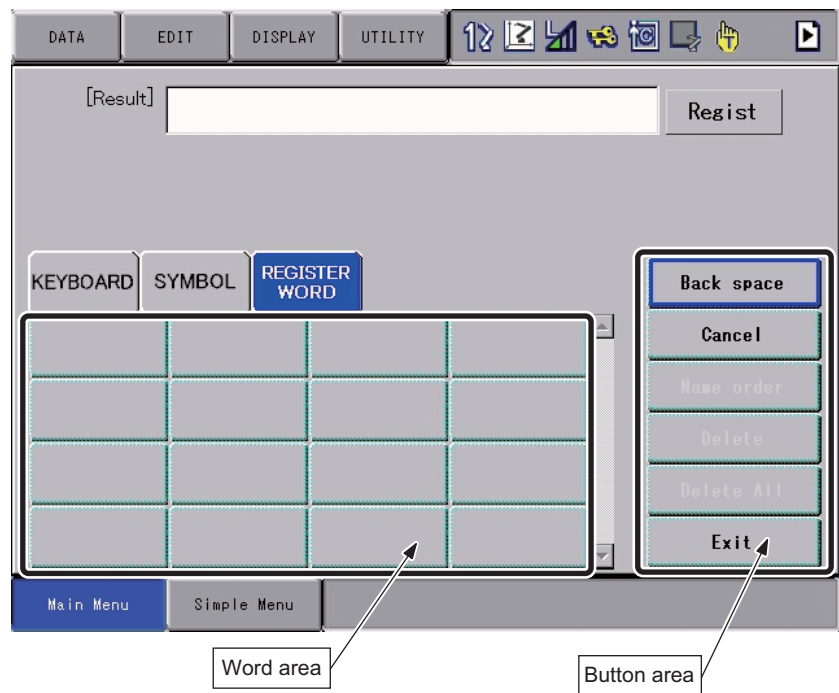 DATA EDIT DISPLAY UTILITY
[Result] Regist
KEYBOARD SYMBOL REGISTER
WORD
Back space
Cancel
Name order
Delete
Delete All
Exit
Main Menu Simple Menu
Word area Button area